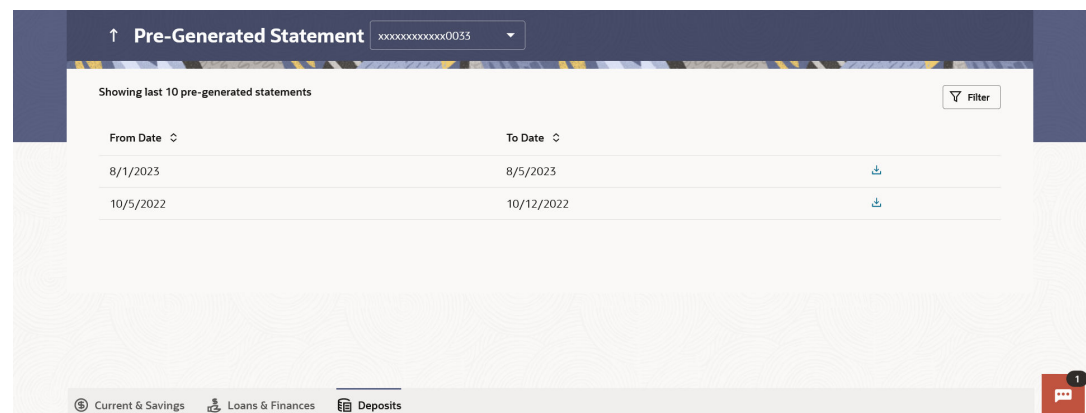 Pre-Generated Statement xxxxxxxxxxxx0033
Showing last 10 pre-generated statements
Filter
From Date To Date
8/1/2023 8/5/2023
10/5/2022 10/12/2022
1
Current & Savings Loans & Finances Deposits